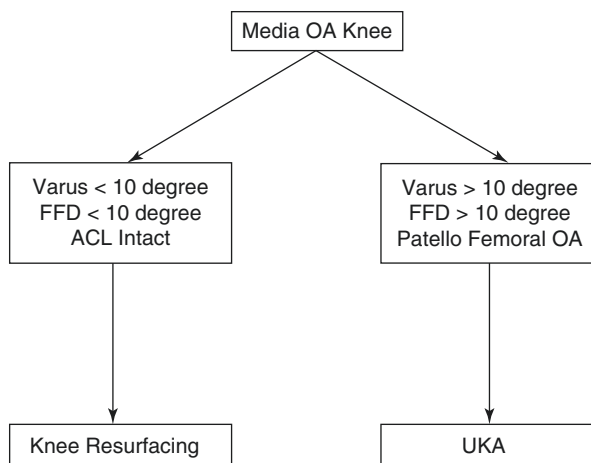 Media OA Knee
Varus < 10 degree
FFD < 10 degree
ACL Intact
Varus > 10 degree
FFD > 10 degree
Patello Femoral OA
Knee Resurfacing
UKA